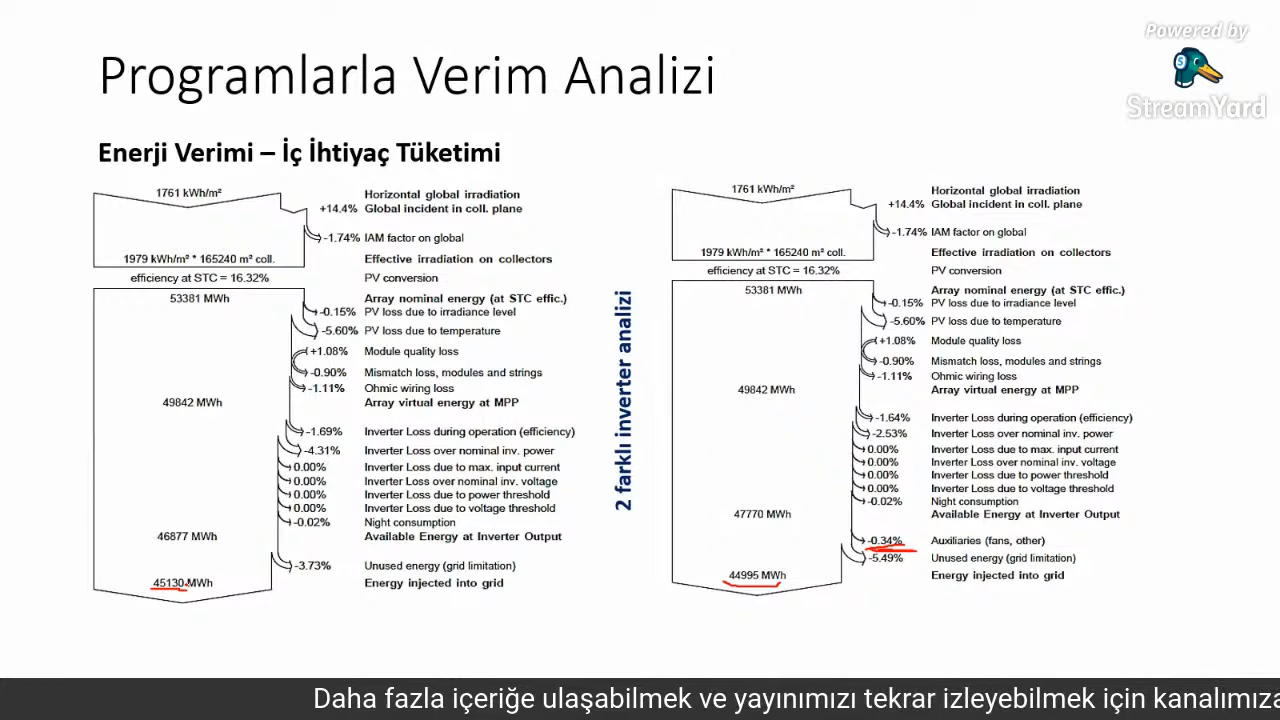 Powered by
StreamYard
Programlarla Verim Analizi
Enerji Verimi – İç İhtiyaç Tüketimi
1761 kWh/m²
Horizontal global irradiation
+14.4% Global incident in coll. plane
-1.74% IAM factor on global
1979 kWh/m² * 165240 m² coll. Effective irradiation on collectors
efficiency at STC = 16.32% PV conversion
53381 MWh Array nominal energy (at STC effic.)
-0.15% PV loss due to irradiance level
-5.60% PV loss due to temperature
+1.08% Module quality loss
-0.90% Mismatch loss, modules and strings
-1.11% Ohmic wiring loss
49842 MWh Array virtual energy at MPP
-1.69% Inverter Loss during operation (efficiency)
-4.31% Inverter Loss over nominal inv. power
0.00% Inverter Loss due to max. input current
0.00% Inverter Loss over nominal inv. voltage
0.00% Inverter Loss due to power threshold
0.00% Inverter Loss due to voltage threshold
-0.02% Night consumption
46877 MWh Available Energy at Inverter Output
-3.73% Unused energy (grid limitation)
45130 MWh Energy injected into grid
2 farklı inverter analizi
1761 kWh/m²
Horizontal global irradiation
+14.4% Global incident in coll. plane
-1.74% IAM factor on global
1979 kWh/m² * 165240 m² coll. Effective irradiation on collectors
efficiency at STC = 16.32% PV conversion
53381 MWh Array nominal energy (at STC effic.)
-0.15% PV loss due to irradiance level
-5.60% PV loss due to temperature
+1.08% Module quality loss
-0.90% Mismatch loss, modules and strings
-1.11% Ohmic wiring loss
49842 MWh Array virtual energy at MPP
-1.64% Inverter Loss during operation (efficiency)
-2.53% Inverter Loss over nominal inv. power
0.00% Inverter Loss due to max. input current
0.00% Inverter Loss over nominal inv. voltage
0.00% Inverter Loss due to power threshold
0.00% Inverter Loss due to voltage threshold
-0.02% Night consumption
47770 MWh Available Energy at Inverter Output
-0.34% Auxiliaries (fans, other)
-5.49% Unused energy (grid limitation)
44995 MWh Energy injected into grid
Daha fazla içeriğe ulaşabilmek ve yayınımızı tekrar izleyebilmek için kanalımıza